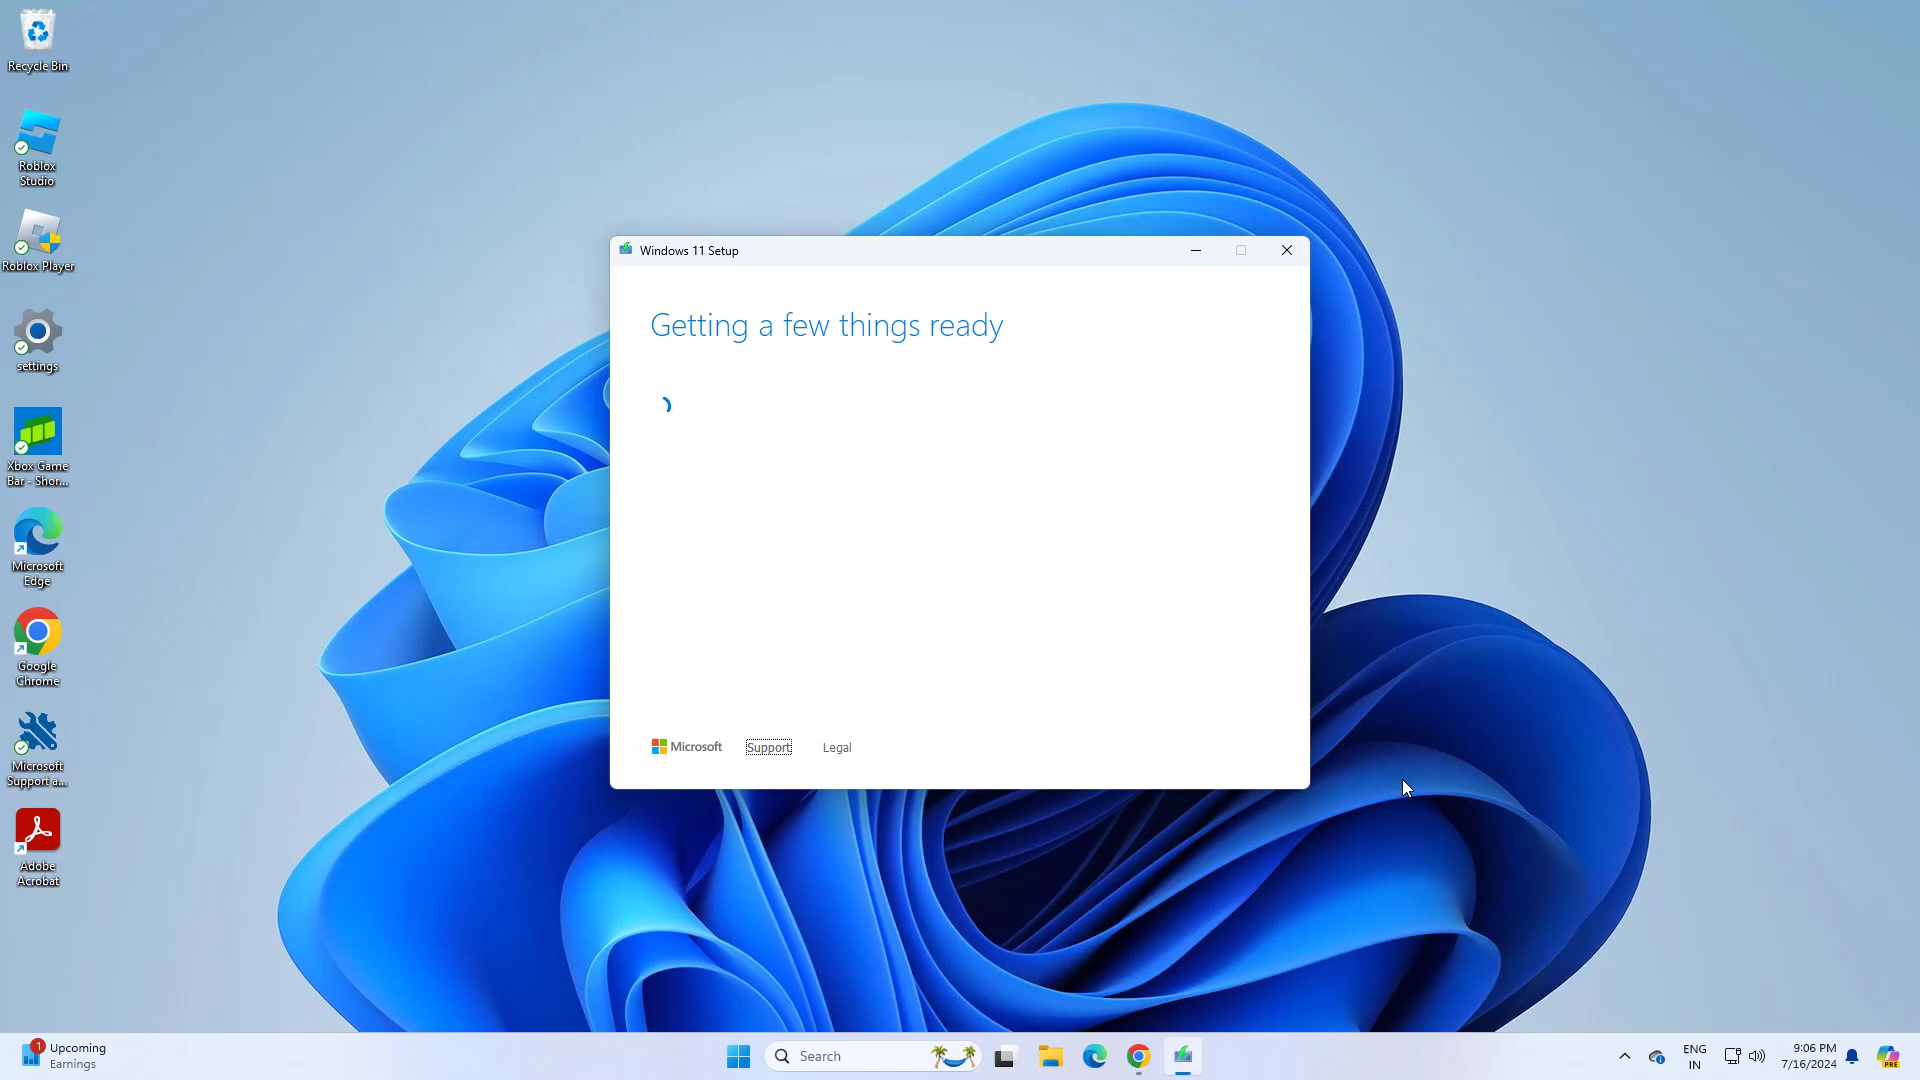 Recycle Bin
Roblox
Studio
Roblox Player
settings
Xbox Game
Bar - Shor...
Microsoft
Edge
Google
Chrome
Microsoft
Support a...
Adobe
Acrobat
Windows 11 Setup
Getting a few things ready
Microsoft Support Legal
1
Upcoming
Earnings
Search
ENG
IN
9:06 PM
7/16/2024
PRE